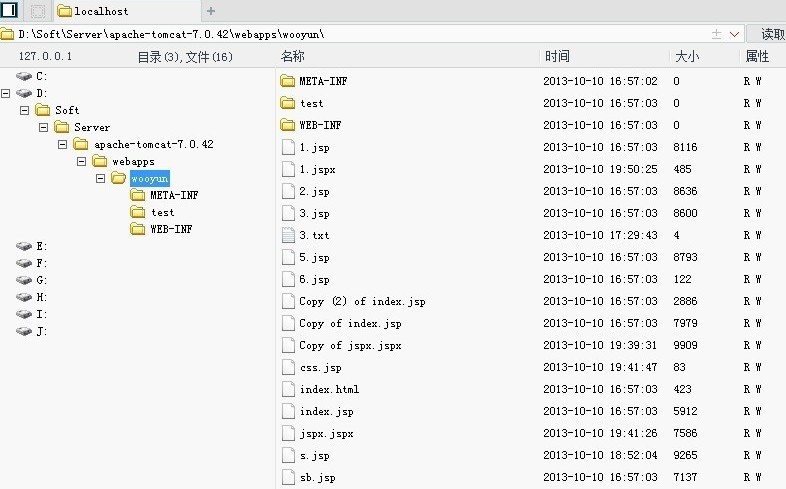 localhost
D:\Soft\Server\apache-tomcat-7.0.42\webapps\wooyun\ 读取
127.0.0.1 目录(3),文件(16) 名称 时间 大小 属性
C:
D:
Soft
Server
apache-tomcat-7.0.42
webapps
wooyun
META-INF
test
WEB-INF
E:
F:
G:
H:
I:
J:
META-INF 2013-10-10 16:57:02 0 R W
test 2013-10-10 16:57:03 0 R W
WEB-INF 2013-10-10 16:57:03 0 R W
1.jsp 2013-10-10 16:57:03 8116 R W
1.jspx 2013-10-10 19:50:25 485 R W
2.jsp 2013-10-10 16:57:03 8636 R W
3.jsp 2013-10-10 16:57:03 8600 R W
3.txt 2013-10-10 17:29:43 4 R W
5.jsp 2013-10-10 16:57:03 8793 R W
6.jsp 2013-10-10 16:57:03 122 R W
Copy (2) of index.jsp 2013-10-10 16:57:03 2886 R W
Copy of index.jsp 2013-10-10 16:57:03 7979 R W
Copy of jspx.jspx 2013-10-10 19:39:31 9909 R W
css.jsp 2013-10-10 19:41:47 83 R W
index.html 2013-10-10 16:57:03 423 R W
index.jsp 2013-10-10 16:57:03 5912 R W
jspx.jspx 2013-10-10 19:41:26 7586 R W
s.jsp 2013-10-10 18:52:04 9265 R W
sb.jsp 2013-10-10 16:57:03 7137 R W